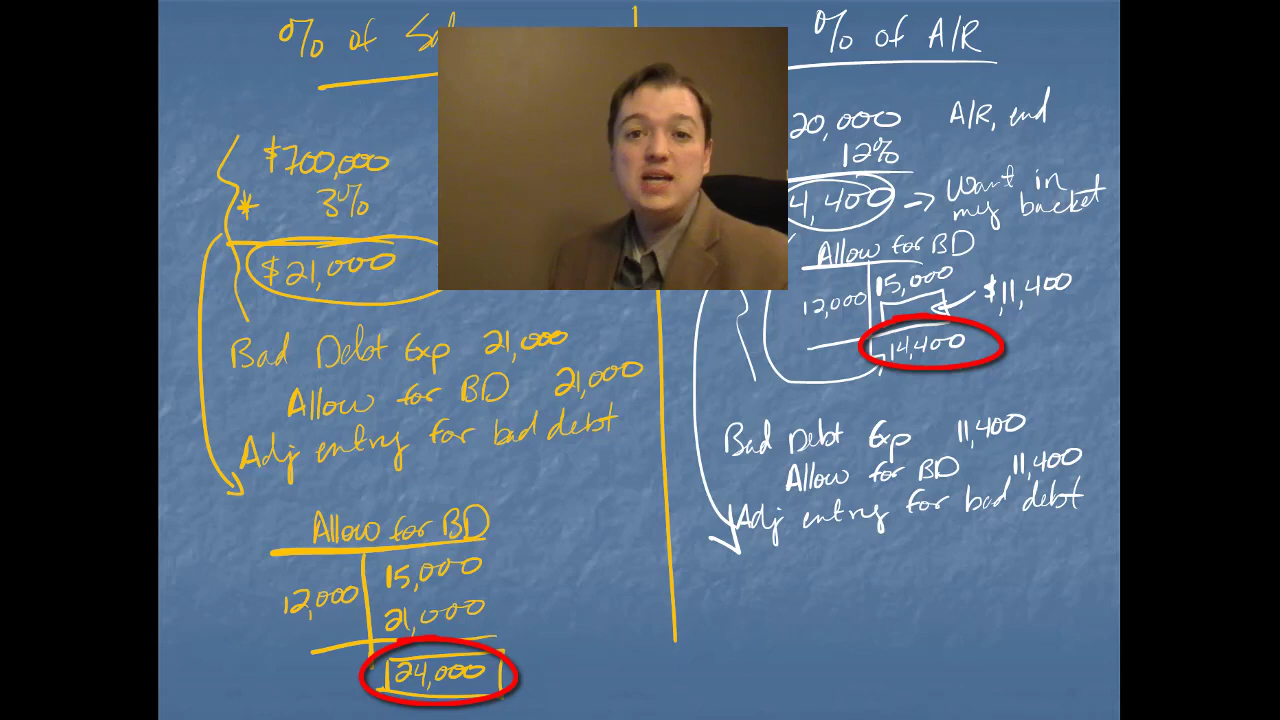 % of
$700,000
* 3%
$21,000
Bad Debt Exp 21,000
Allow for BD 21,000
Adj entry for bad debt
Allow for BD
12,000 15,000
21,000
24,000
% of A/R
20,000 A/R, end
12%
4,400 → Want in
my bucket
Allow for BD
12,000 15,000
$11,400
14,400
Bad Debt Exp 11,400
Allow for BD 11,400
Adj entry for bad debt